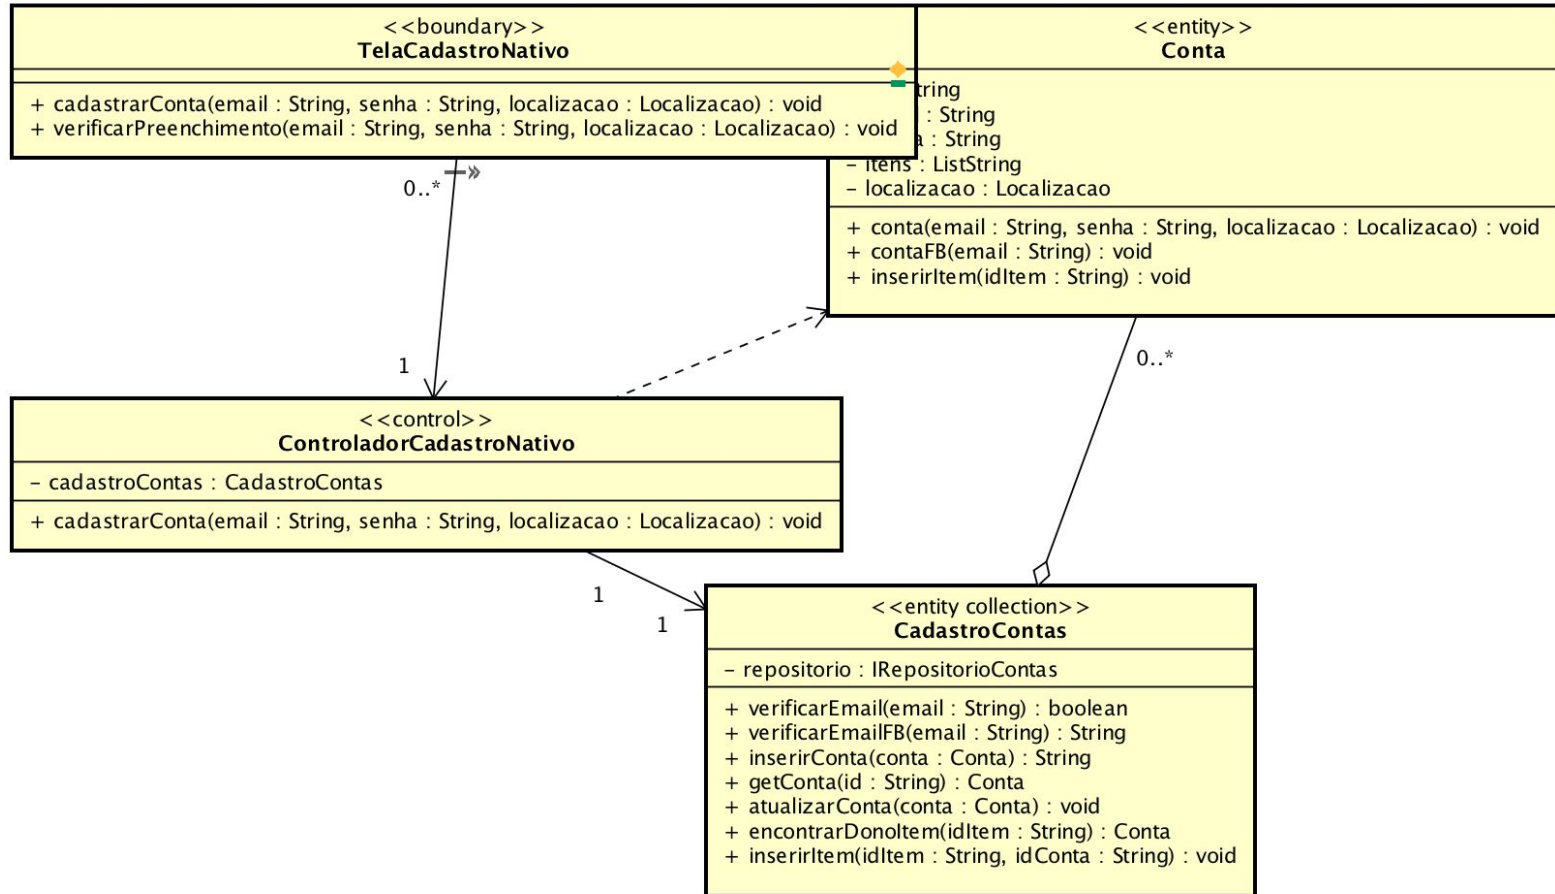 <<boundary>>
TelaCadastroNativo
+ cadastrarConta(email : String, senha : String, localizacao : Localizacao) : void
+ verificarPreenchimento(email : String, senha : String, localizacao : Localizacao) : void
<<entity>>
Conta
: String
- itens : ListString
- localizacao : Localizacao
+ conta(email : String, senha : String, localizacao : Localizacao) : void
+ contaFB(email : String) : void
+ inserirItem(idItem : String) : void
0..*
1
0..*
<<control>>
ControladorCadastroNativo
- cadastroContas : CadastroContas
+ cadastrarConta(email : String, senha : String, localizacao : Localizacao) : void
1
1
<<entity collection>>
CadastroContas
- repositorio : IRepositorioContas
+ verificarEmail(email : String) : boolean
+ verificarEmailFB(email : String) : String
+ inserirConta(conta : Conta) : String
+ getConta(id : String) : Conta
+ atualizarConta(conta : Conta) : void
+ encontrarDonoItem(idItem : String) : Conta
+ inserirItem(idItem : String, idConta : String) : void